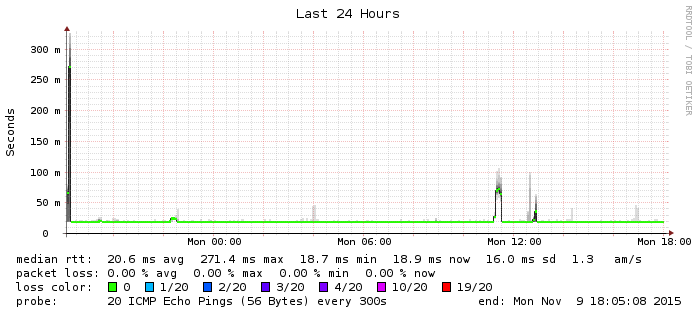 Last 24 Hours
RRDTOOL / TOBI OETIKER
Seconds
300 m
250 m
200 m
150 m
100 m
50 m
0
Mon 00:00 Mon 06:00 Mon 12:00 Mon 18:00
median rtt: 20.6 ms avg 271.4 ms max 18.7 ms min 18.9 ms now 16.0 ms sd 1.3 am/s
packet loss: 0.00 % avg 0.00 % max 0.00 % min 0.00 % now
loss color: 0 1/20 2/20 3/20 4/20 10/20 19/20
probe: 20 ICMP Echo Pings (56 Bytes) every 300s end: Mon Nov 9 18:05:08 2015